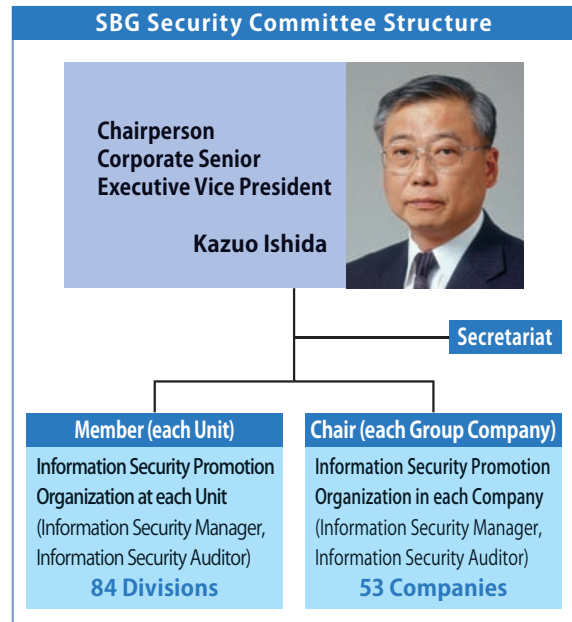 SBG Security Committee Structure
Chairperson
Corporate Senior
Executive Vice President
Kazuo Ishida
Secretariat
Member (each Unit)
Information Security Promotion
Organization at each Unit
(Information Security Manager,
Information Security Auditor)
84 Divisions
Chair (each Group Company)
Information Security Promotion
Organization in each Company
(Information Security Manager,
Information Security Auditor)
53 Companies